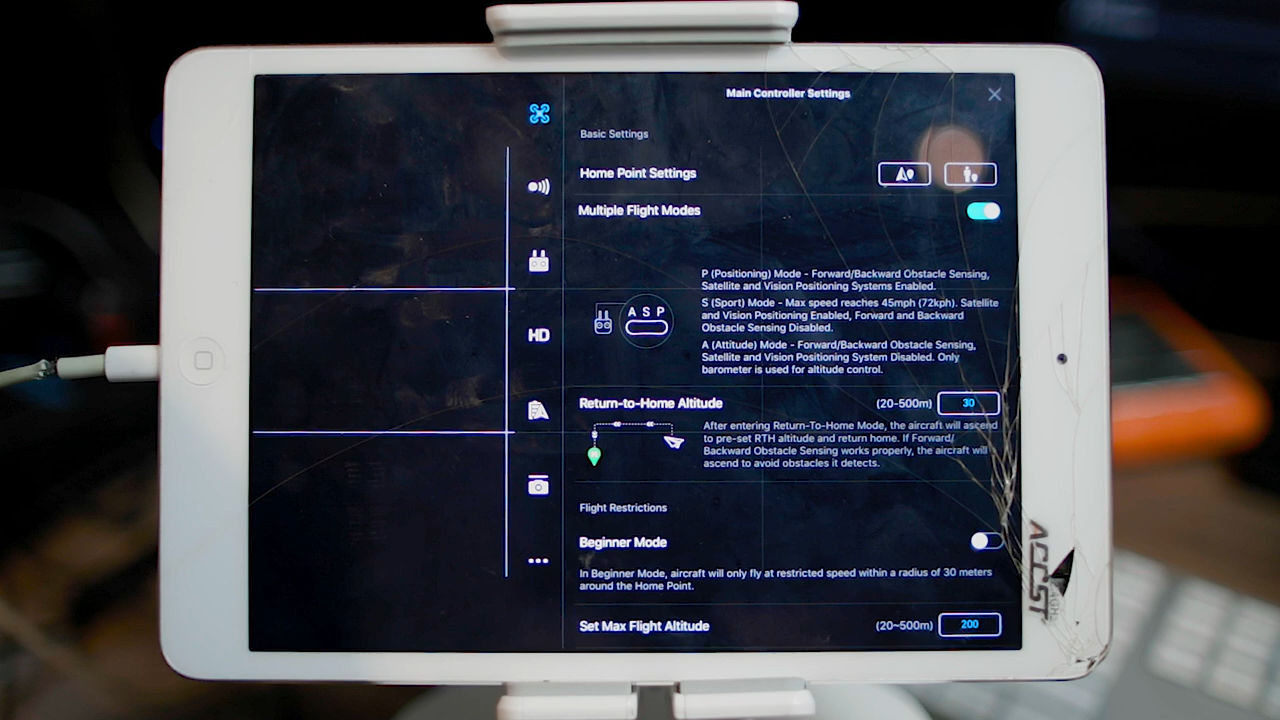 Main Controller Settings
Basic Settings
Home Point Settings
Multiple Flight Modes
P (Positioning) Mode - Forward/Backward Obstacle Sensing,
Satellite and Vision Positioning Systems Enabled.
S (Sport) Mode - Max speed reaches 45mph (72kph). Satellite
and Vision Positioning Enabled, Forward and Backward
Obstacle Sensing Disabled.
A S P
A (Attitude) Mode - Forward/Backward Obstacle Sensing,
Satellite and Vision Positioning System Disabled. Only
barometer is used for altitude control.
HD
Return-to-Home Altitude (20-500m) 30
After entering Return-To-Home Mode, the aircraft will ascend
to pre-set RTH altitude and return home. If Forward/
Backward Obstacle Sensing works properly, the aircraft will
ascend to avoid obstacles it detects.
Flight Restrictions
Beginner Mode
In Beginner Mode, aircraft will only fly at restricted speed within a radius of 30 meters
around the Home Point.
Set Max Flight Altitude (20~500m) 200
ACCST